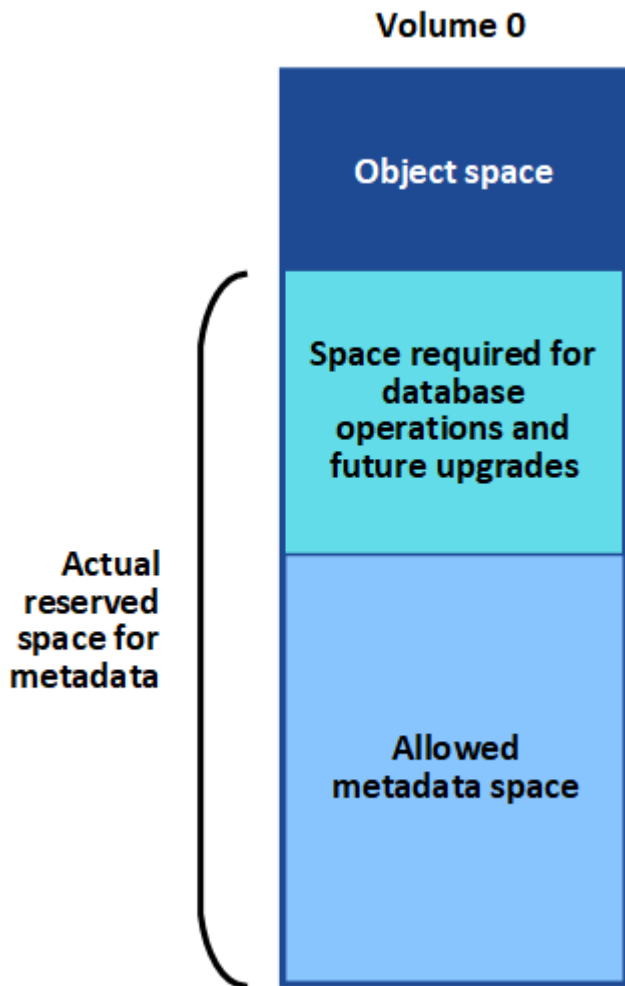 Volume 0
Object space
Space required for
database
operations and
future upgrades
Actual
reserved
space for
metadata
Allowed
metadata space